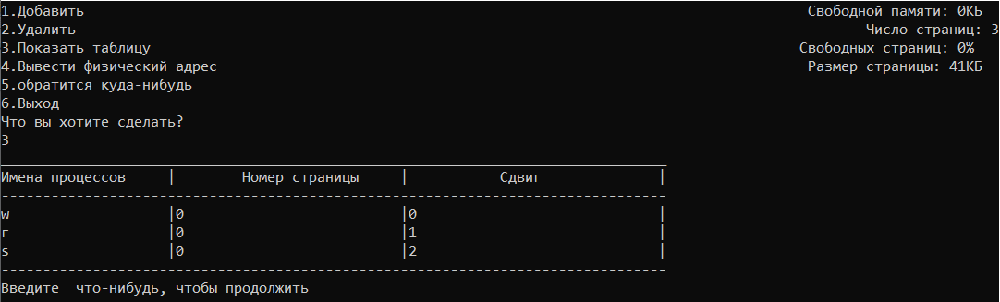 1.Добавить Свободной памяти: 0КБ
2.Удалить Число страниц: 3
3.Показать таблицу Свободных страниц: 0%
4.Вывести физический адрес Размер страницы: 41КБ
5.обратится куда-нибудь
6.Выход
Что вы хотите сделать?
3
Имена процессов | Номер страницы | Сдвиг |
w |0 |0 |
r |0 |1 |
s |0 |2 |
Введите  что-нибудь, чтобы продолжить